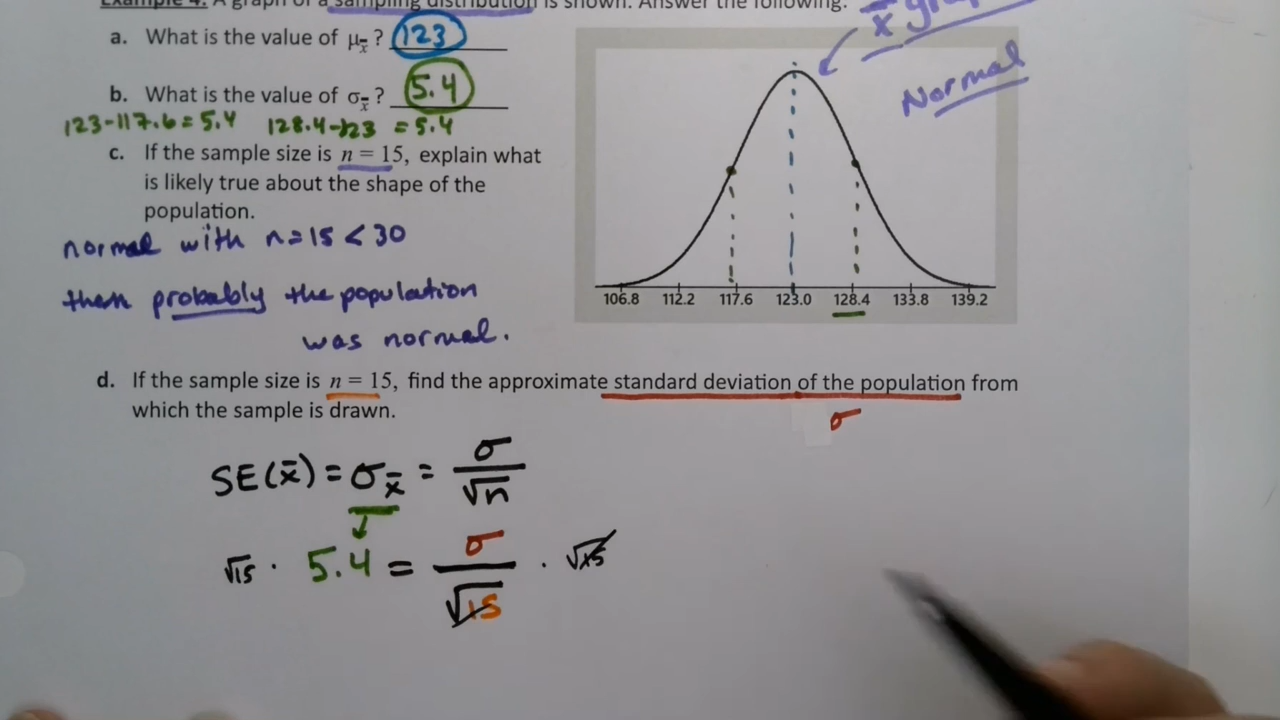 Example 4: A graph of a sampling distribution is shown. Answer the following.
a. What is the value of μx̄? 123
b. What is the value of σx̄? 5.4
123-117.6=5.4 128.4-123 =5.4
c. If the sample size is n = 15, explain what
is likely true about the shape of the
population.
normal with n=15<30
then probably the population
was normal.
x̄ graph
Normal
106.8 112.2 117.6 123.0 128.4 133.8 139.2
d. If the sample size is n = 15, find the approximate standard deviation of the population from
which the sample is drawn.
σ
SE(x̄) = σx̄ = σ/√n
√15 · 5.4 = σ/√15 · √15